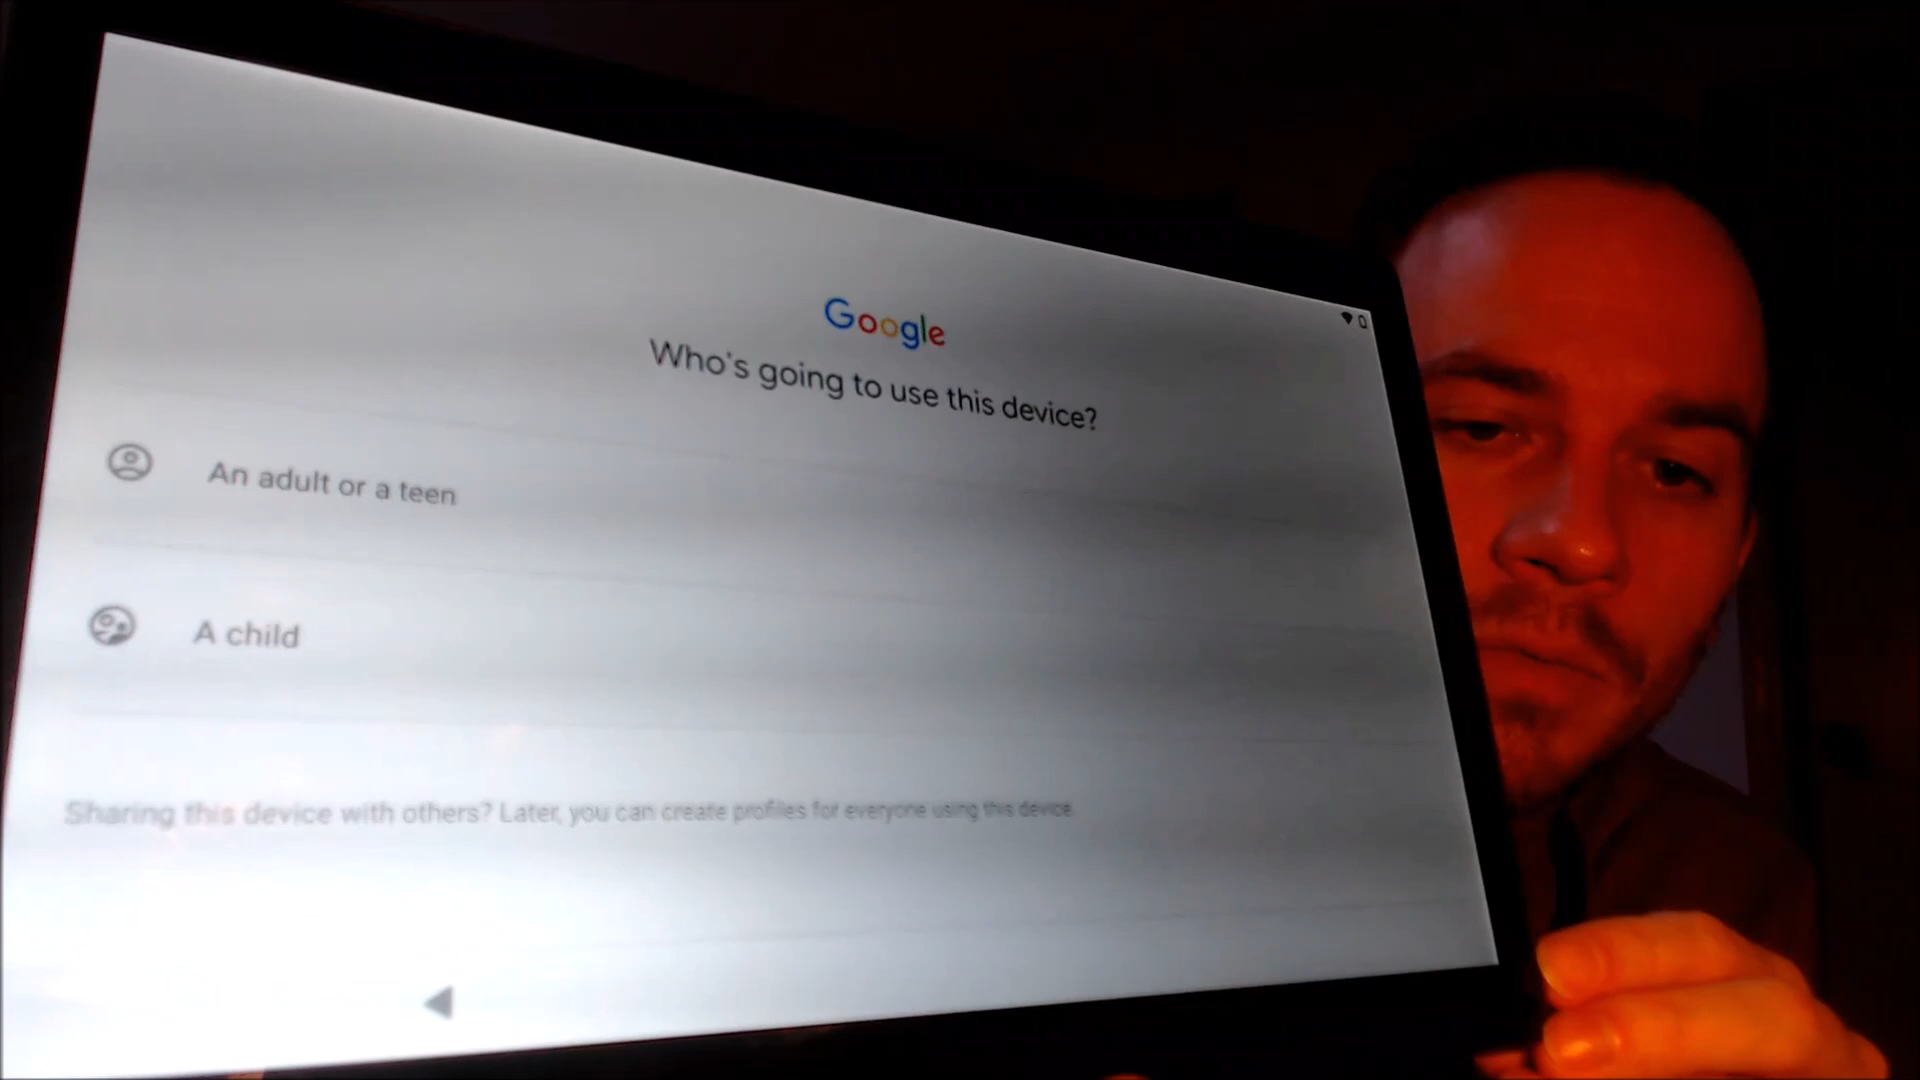 Google
Who's going to use this device?
An adult or a teen
A child
Sharing this device with others? Later, you can create profiles for everyone using this device.